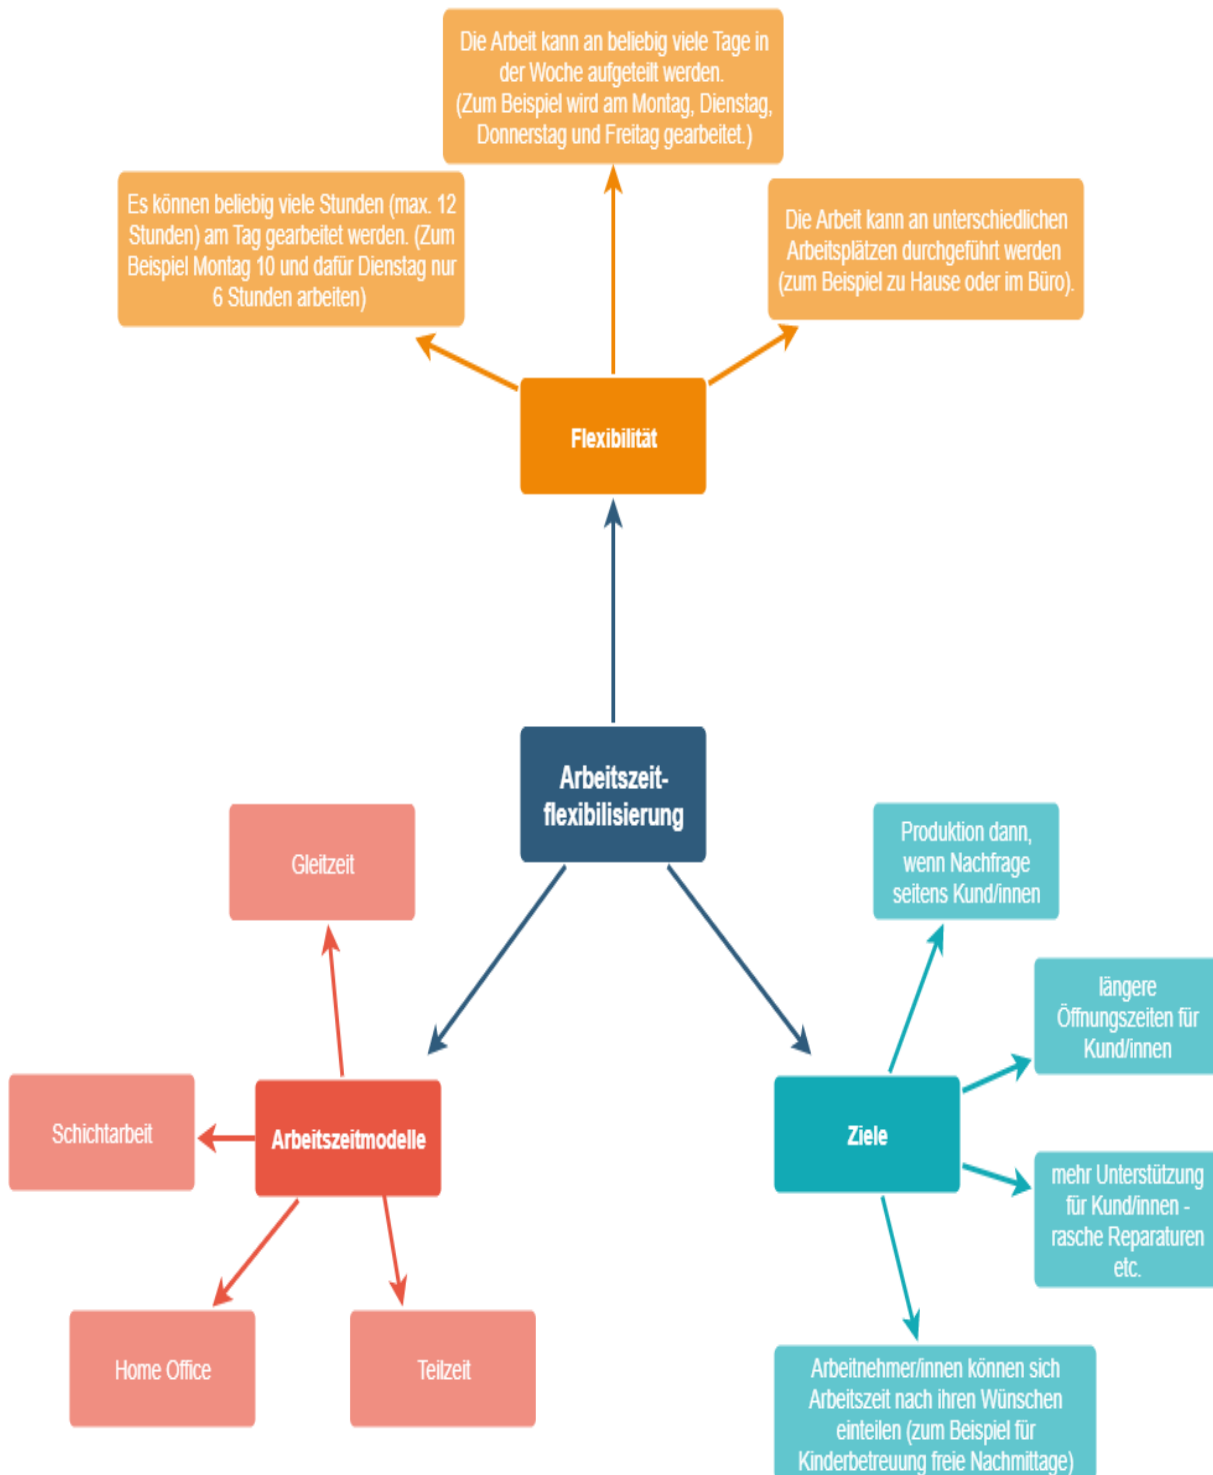 Die Arbeit kann an beliebig viele Tage in
der Woche aufgeteilt werden.
(Zum Beispiel wird am Montag, Dienstag,
Donnerstag und Freitag gearbeitet.)
Es können beliebig viele Stunden (max. 12
Stunden) am Tag gearbeitet werden. (Zum
Beispiel Montag 10 und dafür Dienstag nur
6 Stunden arbeiten)
Die Arbeit kann an unterschiedlichen
Arbeitsplätzen durchgeführt werden
(zum Beispiel zu Hause oder im Büro).
Flexibilität
Arbeitszeit-
flexibilisierung
Gleitzeit
Schichtarbeit
Arbeitszeitmodelle
Home Office
Teilzeit
Produktion dann,
wenn Nachfrage
seitens Kund/innen
längere
Öffnungszeiten für
Kund/innen
Ziele
mehr Unterstützung
für Kund/innen -
rasche Reparaturen
etc.
Arbeitnehmer/innen können sich
Arbeitszeit nach ihren Wünschen
einteilen (zum Beispiel für
Kinderbetreuung freie Nachmittage)